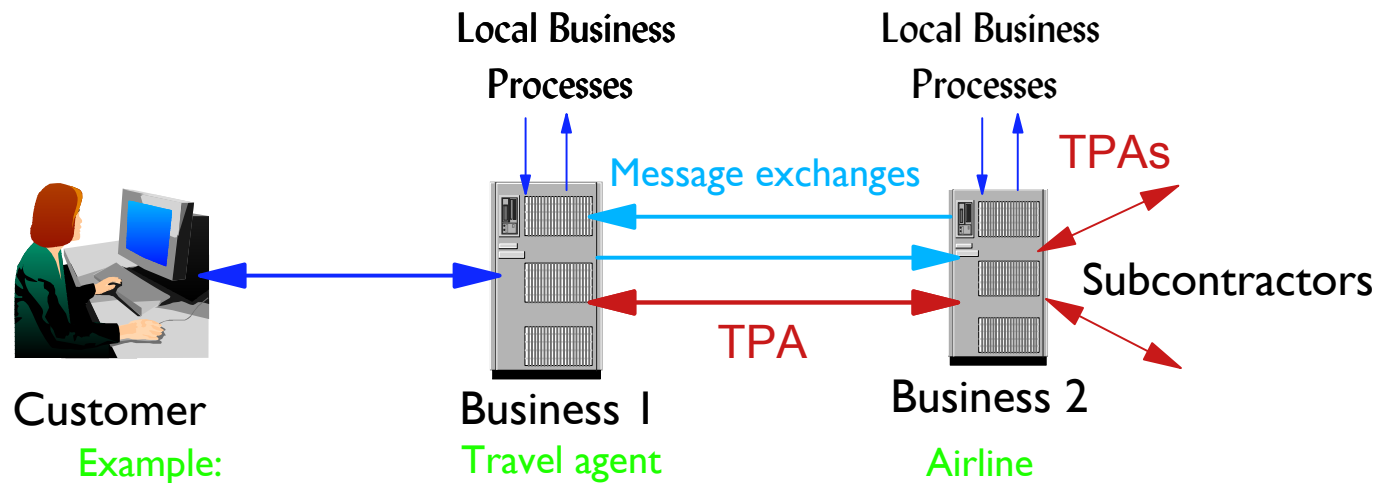 Local Business
Processes
Local Business
Processes
TPAs
Message exchanges
Subcontractors
TPA
Customer
Business 1
Business 2
Example:
Travel agent
Airline